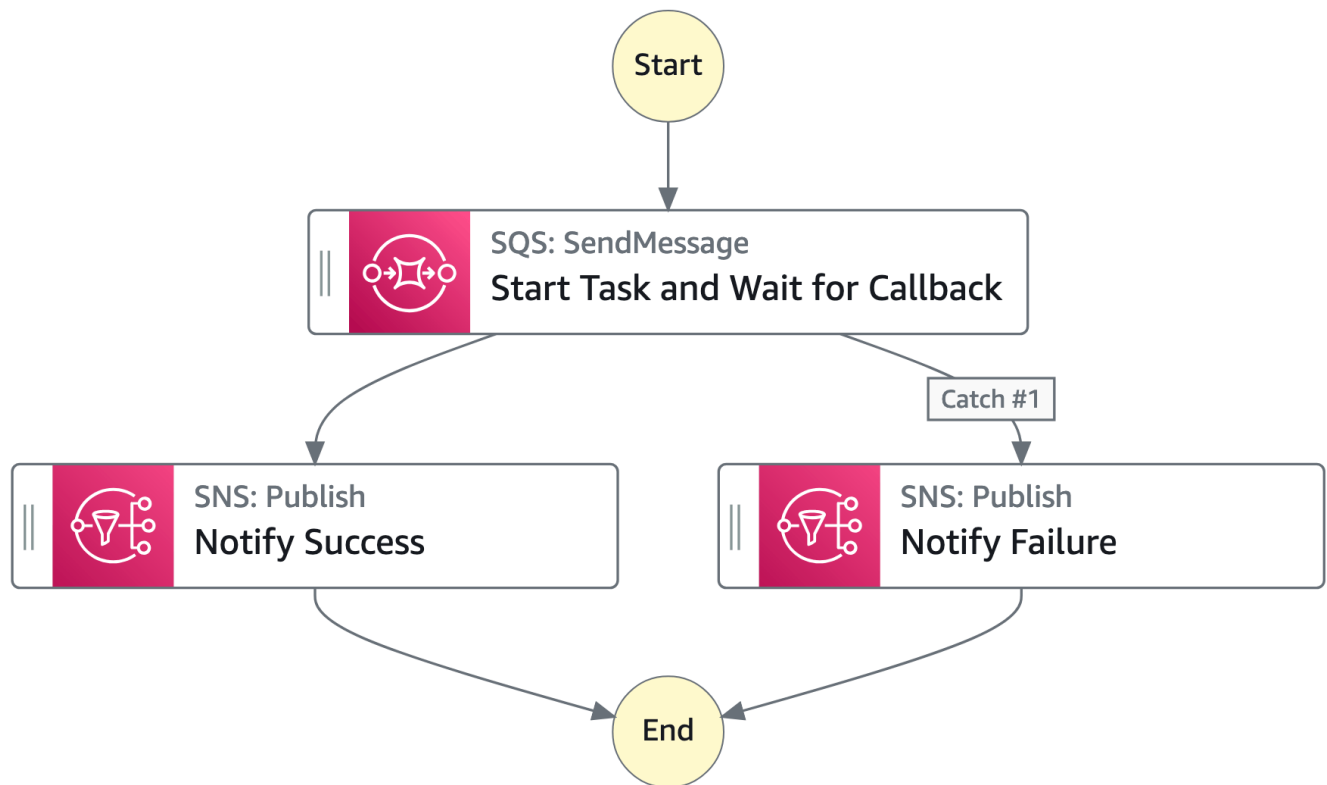 Start
SQS: SendMessage
Start Task and Wait for Callback
Catch #1
SNS: Publish
Notify Success
SNS: Publish
Notify Failure
End